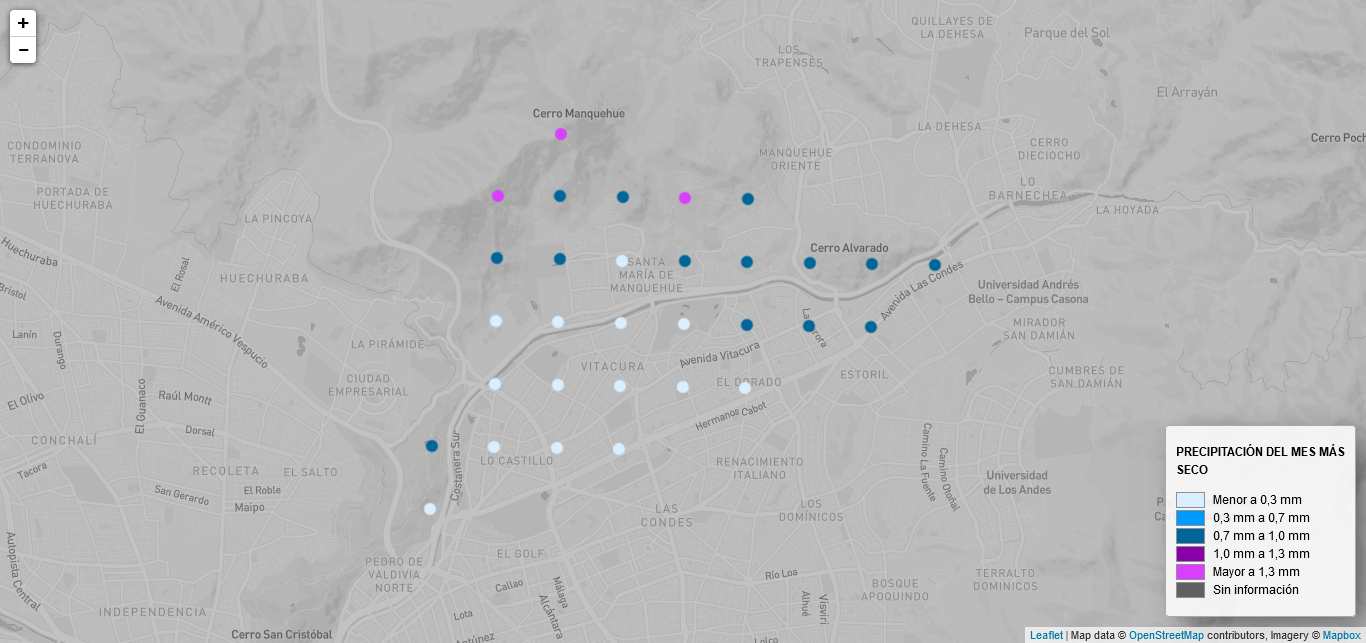 +
−
QUILLAYES DE
LA DEHESA
Parque del Sol
LOS
TRAPENSES
El Arrayán
Cerro Manquehue
LA DEHESA
Cerro Poch
CONDOMINIO
TERRANOVA
MANQUEHUE
ORIENTE
CERRO
DIECIOCHO
PORTADA DE
HUECHURABA
LO
BARNECHEA
LA HOYADA
LA PINCOYA
Huechuraba
El Rosal
Cerro Alvarado
SANTA
MARÍA DE
MANQUEHUE
HUECHURABA
Avenida Las Condes
Universidad Andrés
Bello – Campus Casona
Bristol
Avenida Américo Vespucio
Lanín
Durango
LA PIRÁMIDE
MIRADOR
SAN DAMIÁN
Avenida Vitacura
VITACURA
CIUDAD
EMPRESARIAL
EL DORADO
ESTORIL
CUMBRES DE
SAN DAMIÁN
El Olivo
El Guanaco
Raúl Montt
Hermanos Cabot
Dorsal
CONCHALÍ
Costanera Sur
Camino La Fuente
Camino Otoñal
Tacora
RECOLETA
EL SALTO
LO CASTILLO
RENACIMIENTO
ITALIANO
Universidad
de Los Andes
San Gerardo
El Roble
Maipo
LAS
CONDES
LOS
DOMÍNICOS
Autopista Central
EL GOLF
PEDRO DE
VALDIVIA
NORTE
Río Loa
Callao
Málaga
Alcántara
BOSQUE
APOQUINDO
TERRALTO
DOMINICOS
Alhué
Visviri
INDEPENDENCIA
Lota
Cerro San Cristóbal
PRECIPITACIÓN DEL MES MÁS
SECO
Menor a 0,3 mm
0,3 mm a 0,7 mm
0,7 mm a 1,0 mm
1,0 mm a 1,3 mm
Mayor a 1,3 mm
Sin información
Leaflet | Map data © OpenStreetMap contributors, Imagery © Mapbox